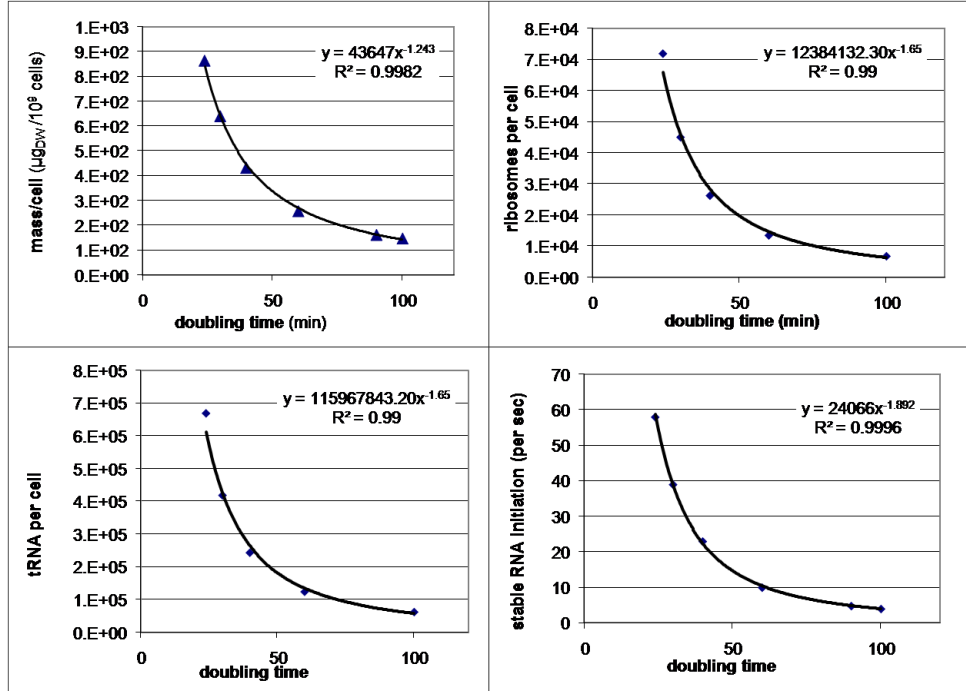 mass/cell (µg_DW/10⁹ cells)
1.E+03
9.E+02
8.E+02
7.E+02
6.E+02
5.E+02
4.E+02
3.E+02
2.E+02
1.E+02
0.E+00
y = 43647x⁻¹·²⁴³
R² = 0.9982
0 50 100
doubling time (min)
ribosomes per cell
8.E+04
7.E+04
6.E+04
5.E+04
4.E+04
3.E+04
2.E+04
1.E+04
0.E+00
y = 12384132.30x⁻¹·⁶⁵
R² = 0.99
0 50 100
doubling time (min)
tRNA per cell
8.E+05
7.E+05
6.E+05
5.E+05
4.E+05
3.E+05
2.E+05
1.E+05
0.E+00
y = 115967843.20x⁻¹·⁶⁵
R² = 0.99
0 50 100
doubling time
stable RNA initiation (per sec)
70
60
50
40
30
20
10
0
y = 24066x⁻¹·⁸⁹²
R² = 0.9996
0 50 100
doubling time